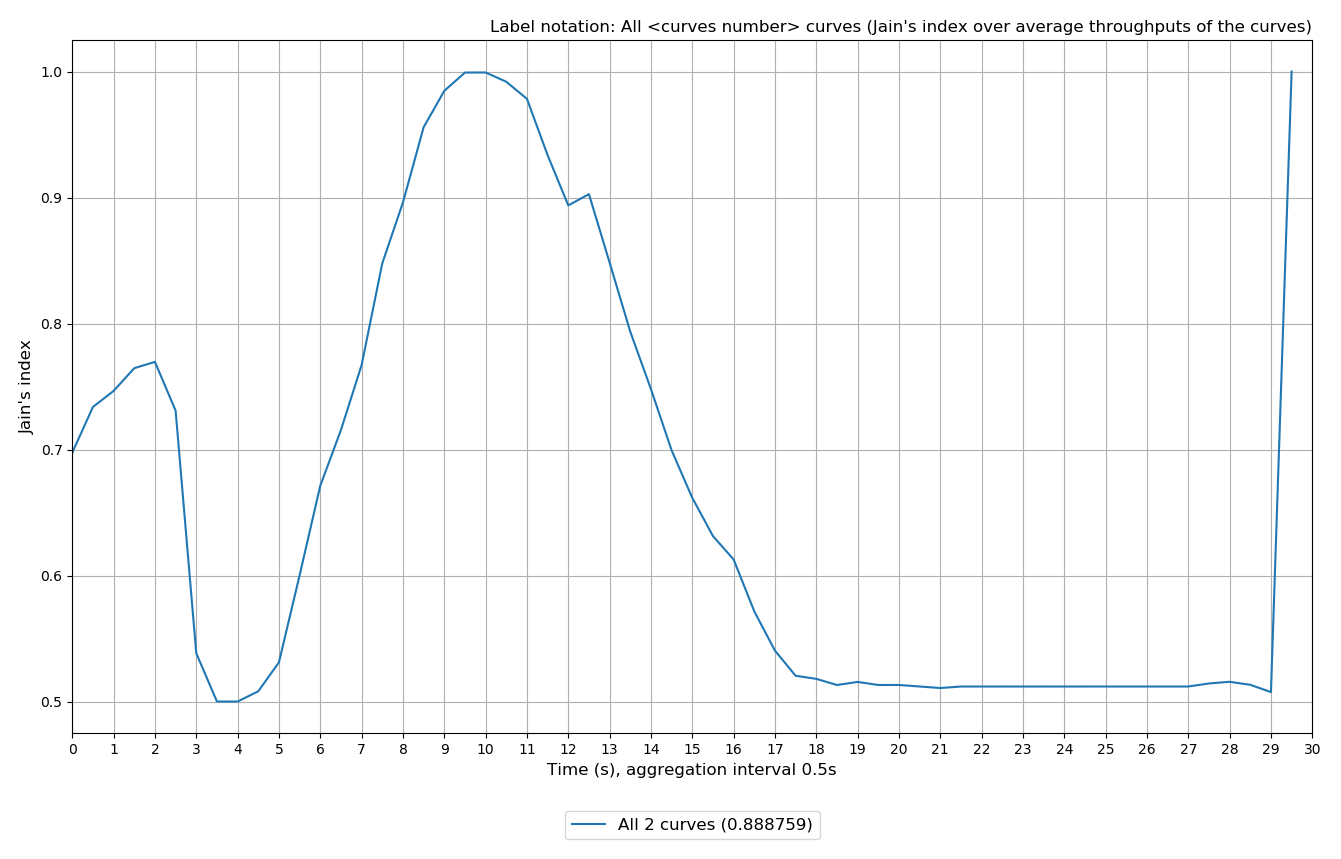 Label notation: All <curves number> curves (Jain's index over average throughputs of the curves)
1.0
0.9
0.8
0.7
0.6
0.5
Jain's index
0 1 2 3 4 5 6 7 8 9 10 11 12 13 14 15 16 17 18 19 20 21 22 23 24 25 26 27 28 29 30
Time (s), aggregation interval 0.5s
All 2 curves (0.888759)